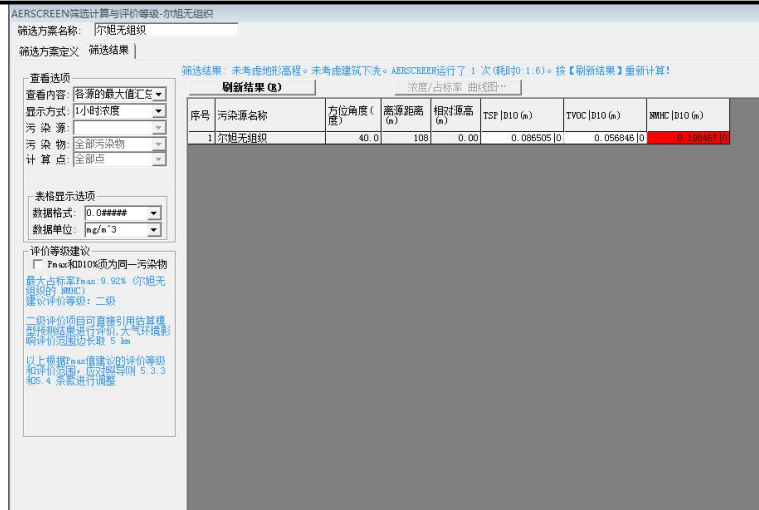 AERSCREEN筛选计算与评价等级-尔旭无组织
筛选方案名称: 尔旭无组织
筛选方案定义 筛选结果
筛选结果: 未考虑地形高程。未考虑建筑下洗。AERSCREEN运行了 1 次(耗时0:1:6)。按【刷新结果】重新计算!
查看选项
查看内容: 各源的最大值汇总
显示方式: 1小时浓度
污 染 源:
污 染 物: 全部污染物
计 算 点: 全部点
表格显示选项
数据格式: 0.0#####
数据单位: mg/m^3
评价等级建议
Pmax和D10%须为同一污染物
最大占标率Pmax:9.92% (尔旭无
组织的 NMHC)
建议评价等级: 二级
二级评价项目可直接引用估算模
型预测结果进行评价,大气环境影
响评价范围边长取 5 km
以上根据Pmax值建议的评价等级
和评价范围,应对照导则 5.3.3
和5.4 条款进行调整
刷新结果(R) 浓度/占标率 曲线图…
序号 污染源名称 方位角度(度) 离源距离(m) 相对源高(m) TSP|D10(m) TVOC|D10(m) NMHC|D10(m)
1 尔旭无组织 40.0 108 0.00 0.086505|0 0.056846|0 0.198467|0